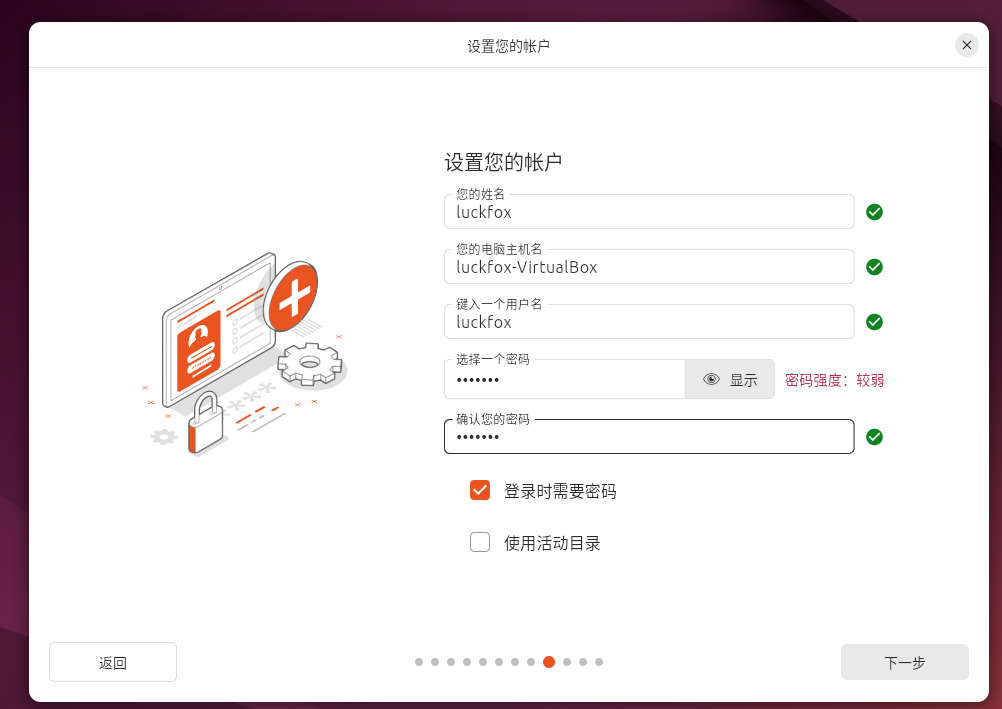 设置您的帐户
设置您的帐户
您的姓名
luckfox
您的电脑主机名
luckfox-VirtualBox
键入一个用户名
luckfox
选择一个密码
•••••••
显示
密码强度：较弱
确认您的密码
•••••••
登录时需要密码
使用活动目录
返回
下一步